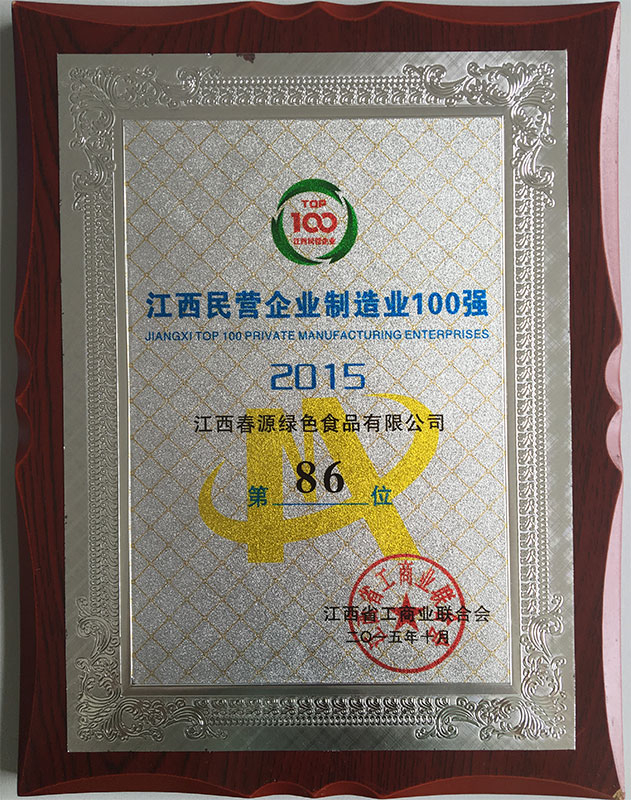 TOP
100
江西民营企业
江西民营企业制造业100强
JIANGXI TOP 100 PRIVATE MANUFACTURING ENTERPRISES
2015
江西春源绿色食品有限公司
第86位
江西省工商业联合会
二〇一五年十月